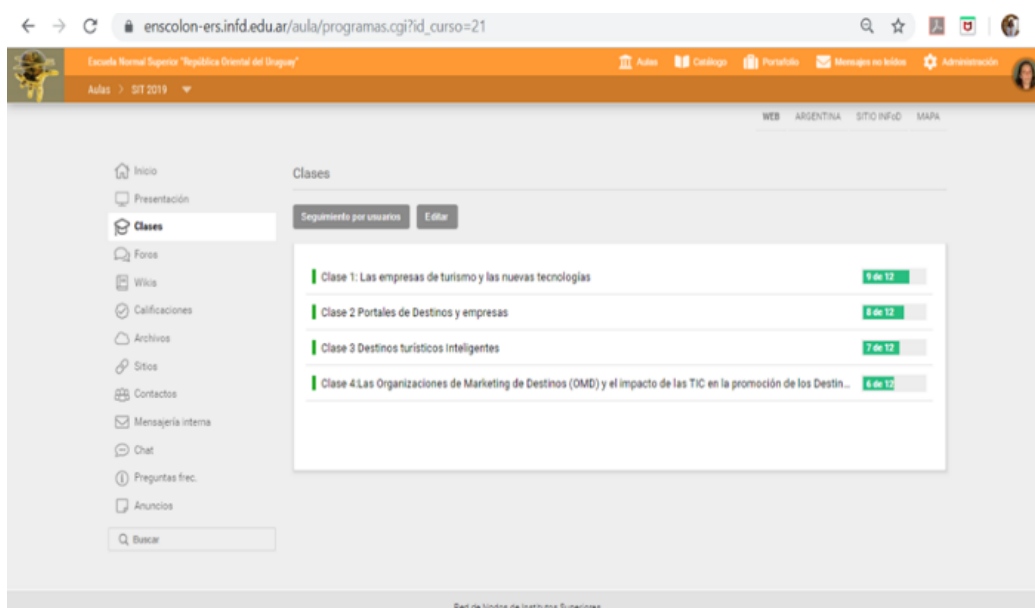 enscolon-ers.infd.edu.ar/aula/programas.cgi?id_curso=21
Escuela Normal Superior "República Oriental del Uruguay"
Aulas Catálogo Portafolio Mensajes no leídos Administración
Aulas > SIT 2019
WEB ARGENTINA SITIO INFoD MAPA
Inicio
Presentación
Clases
Foros
Wikis
Calificaciones
Archivos
Sitios
Contactos
Mensajería interna
Chat
Preguntas frec.
Anuncios
Buscar
Clases
Seguimiento por usuarios Editar
Clase 1: Las empresas de turismo y las nuevas tecnologías 9 de 12
Clase 2 Portales de Destinos y empresas 8 de 12
Clase 3 Destinos turísticos Inteligentes 7 de 12
Clase 4:Las Organizaciones de Marketing de Destinos (OMD) y el impacto de las TIC en la promoción de los Destin... 6 de 12
Red de Nodos de Institutos Superiores